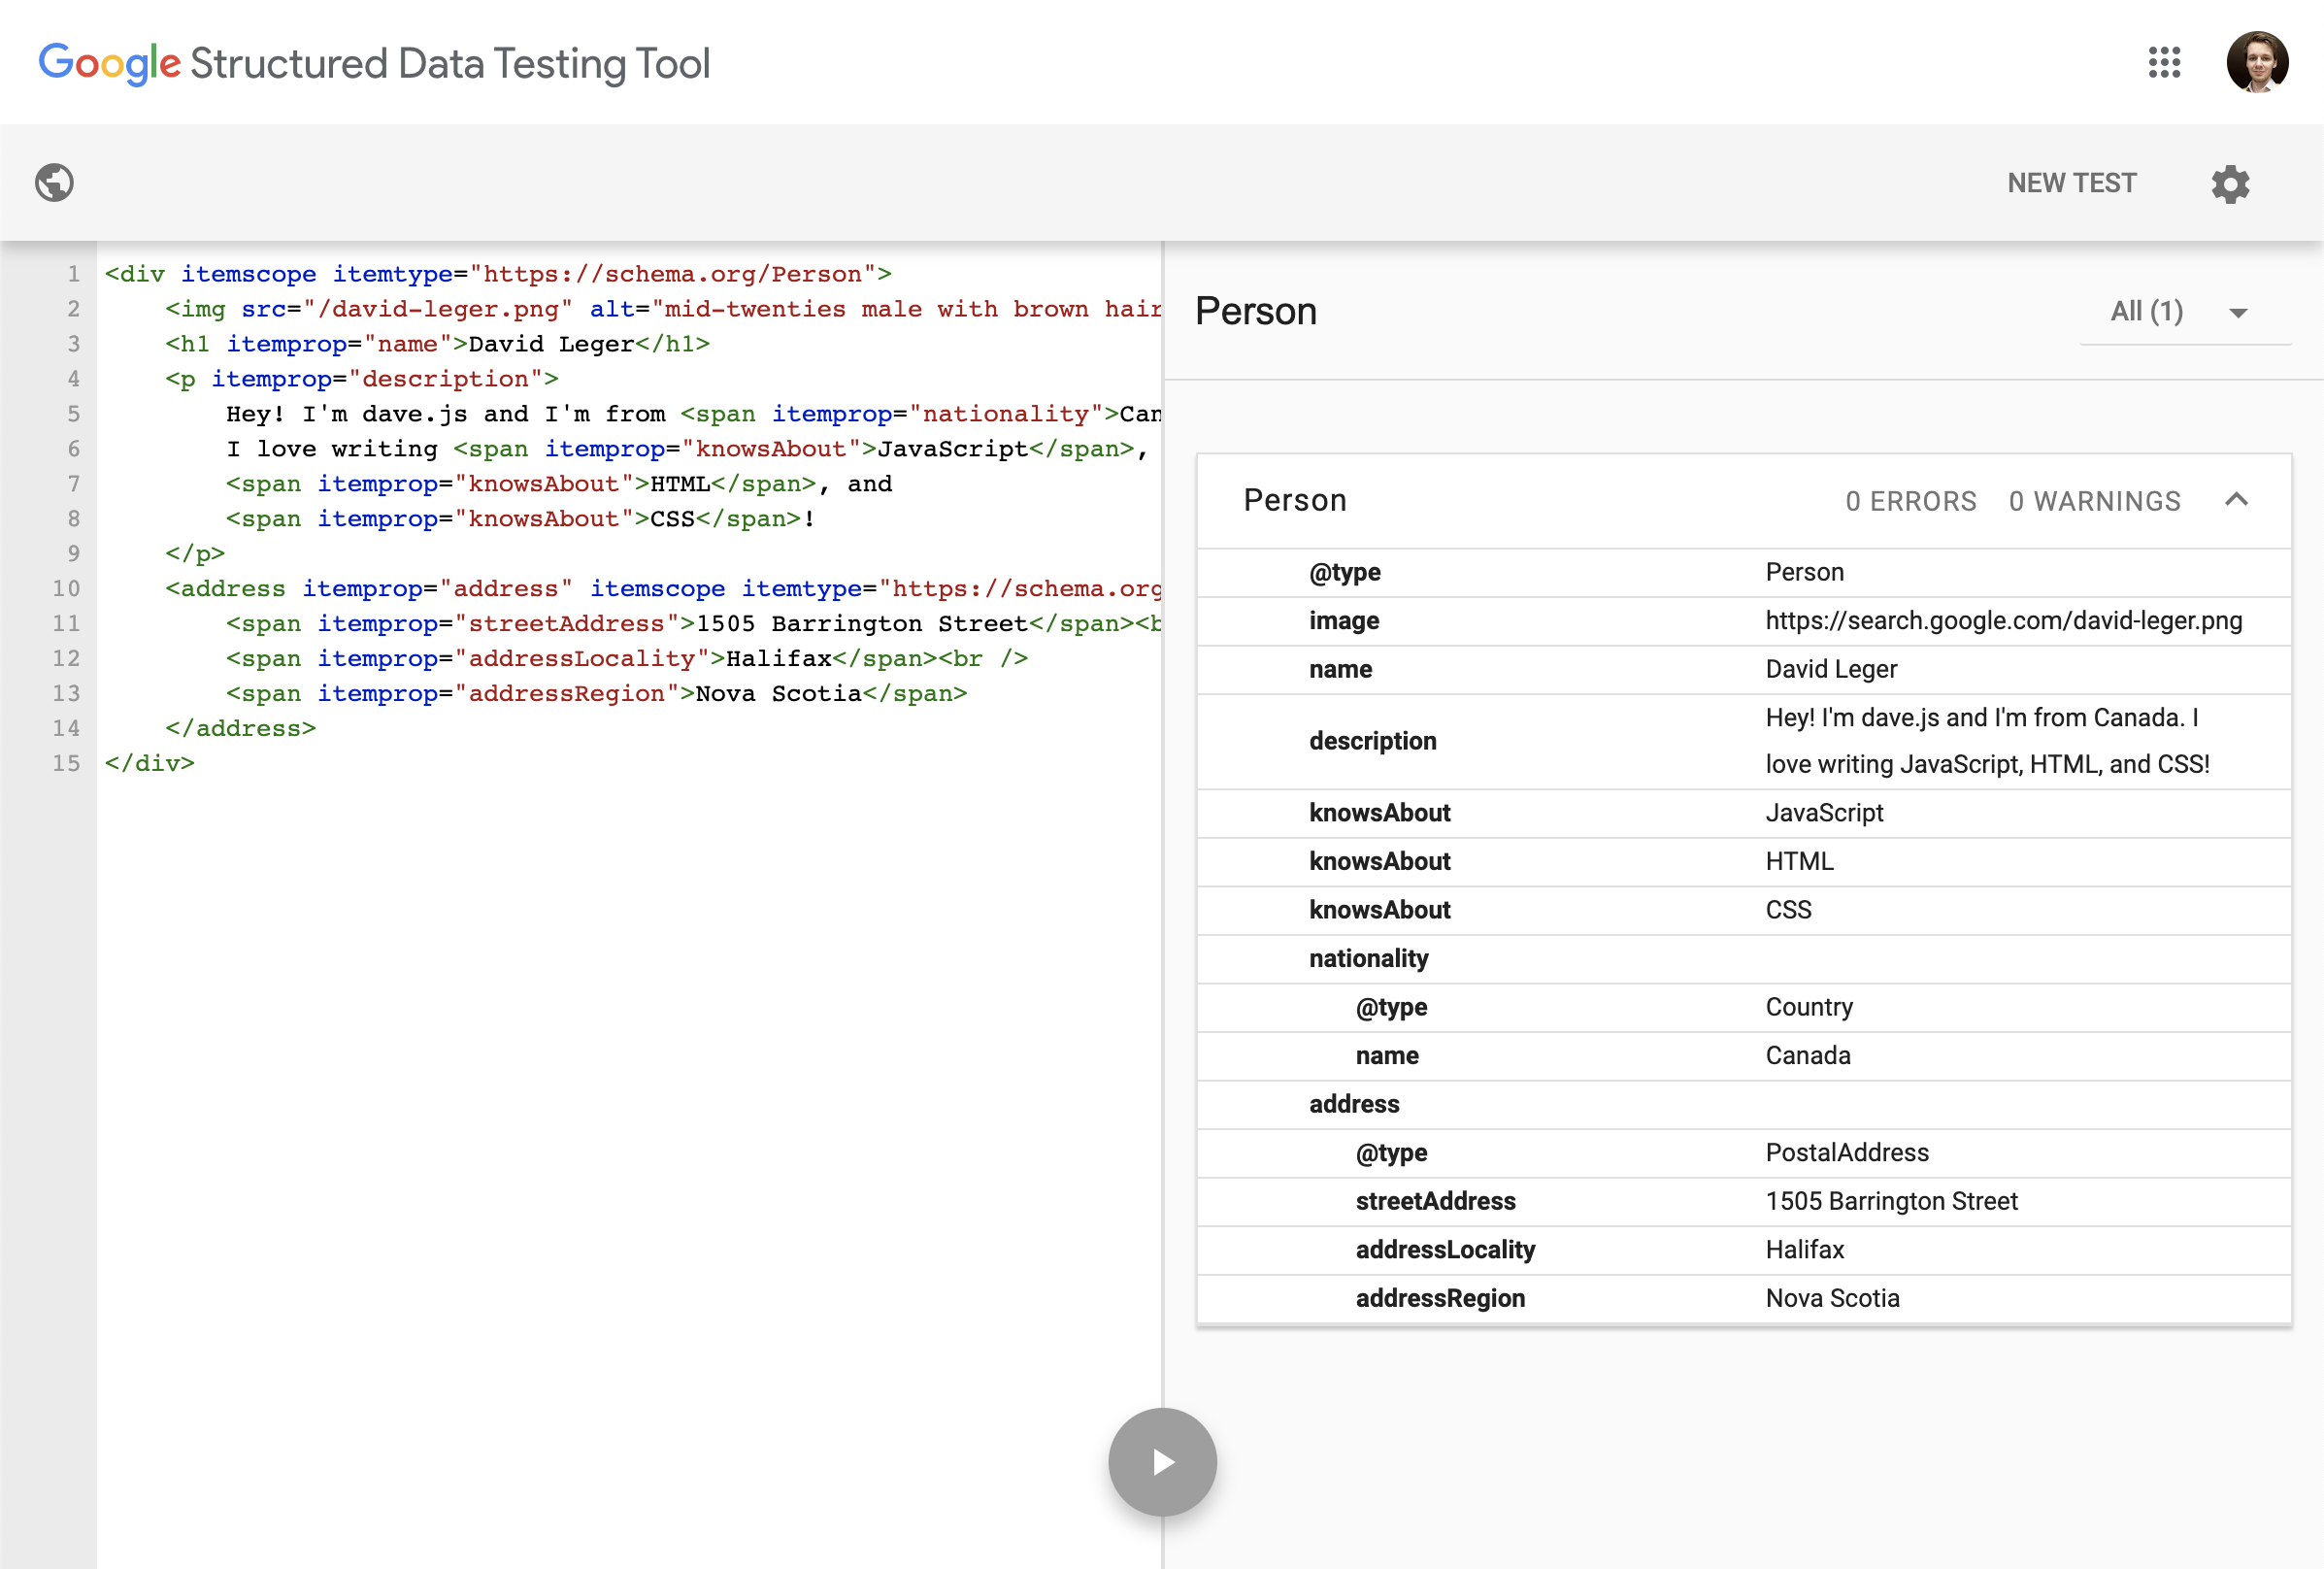 Google Structured Data Testing Tool
NEW TEST
1 <div itemscope itemtype="https://schema.org/Person">
2 <img src="/david-leger.png" alt="mid-twenties male with brown hair
3 <h1 itemprop="name">David Leger</h1>
4 <p itemprop="description">
5 Hey! I'm dave.js and I'm from <span itemprop="nationality">Can
6 I love writing <span itemprop="knowsAbout">JavaScript</span>,
7 <span itemprop="knowsAbout">HTML</span>, and
8 <span itemprop="knowsAbout">CSS</span>!
9 </p>
10 <address itemprop="address" itemscope itemtype="https://schema.org
11 <span itemprop="streetAddress">1505 Barrington Street</span><b
12 <span itemprop="addressLocality">Halifax</span><br />
13 <span itemprop="addressRegion">Nova Scotia</span>
14 </address>
15 </div>
Person All (1)
Person 0 ERRORS 0 WARNINGS
@type Person
image https://search.google.com/david-leger.png
name David Leger
description Hey! I'm dave.js and I'm from Canada. I
love writing JavaScript, HTML, and CSS!
knowsAbout JavaScript
knowsAbout HTML
knowsAbout CSS
nationality
@type Country
name Canada
address
@type PostalAddress
streetAddress 1505 Barrington Street
addressLocality Halifax
addressRegion Nova Scotia